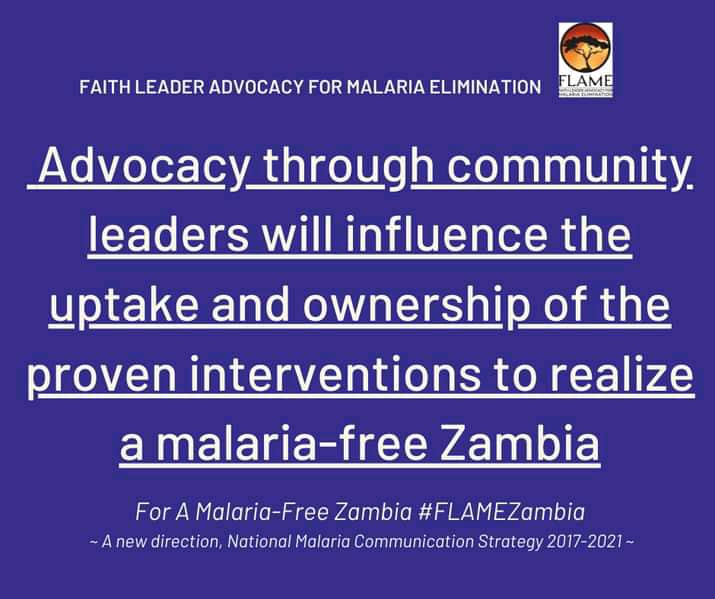 FAITH LEADER ADVOCACY FOR MALARIA ELIMINATION
FLAME
Advocacy through community
leaders will influence the
uptake and ownership of the
proven interventions to realize
a malaria-free Zambia
For A Malaria-Free Zambia #FLAMEZambia
~ A new direction, National Malaria Communication Strategy 2017-2021 ~